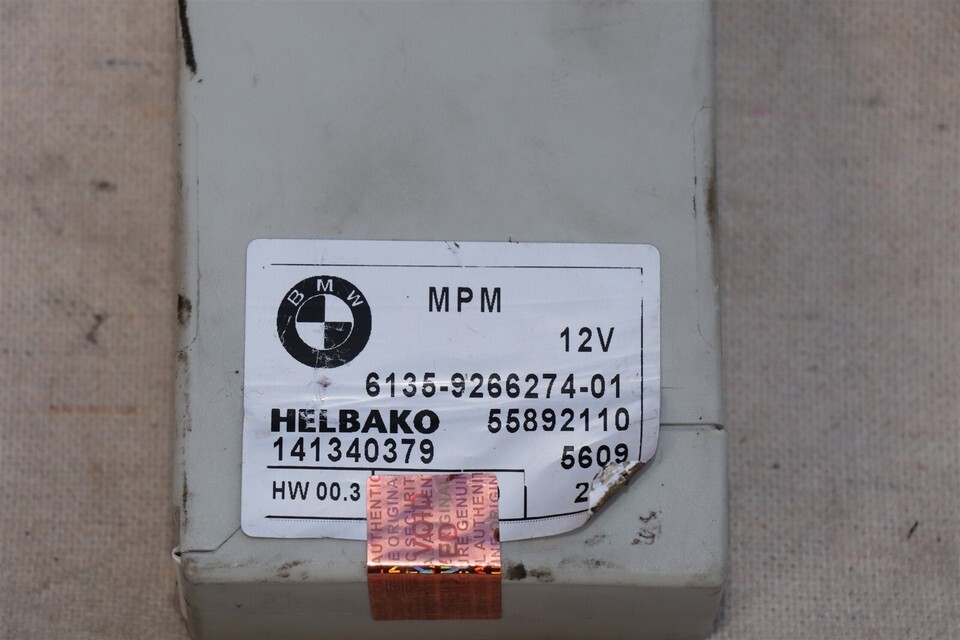 BMW
MPM
12V
6135-9266274-01
HELBAKO 55892110
141340379 5609
HW 00.3 2